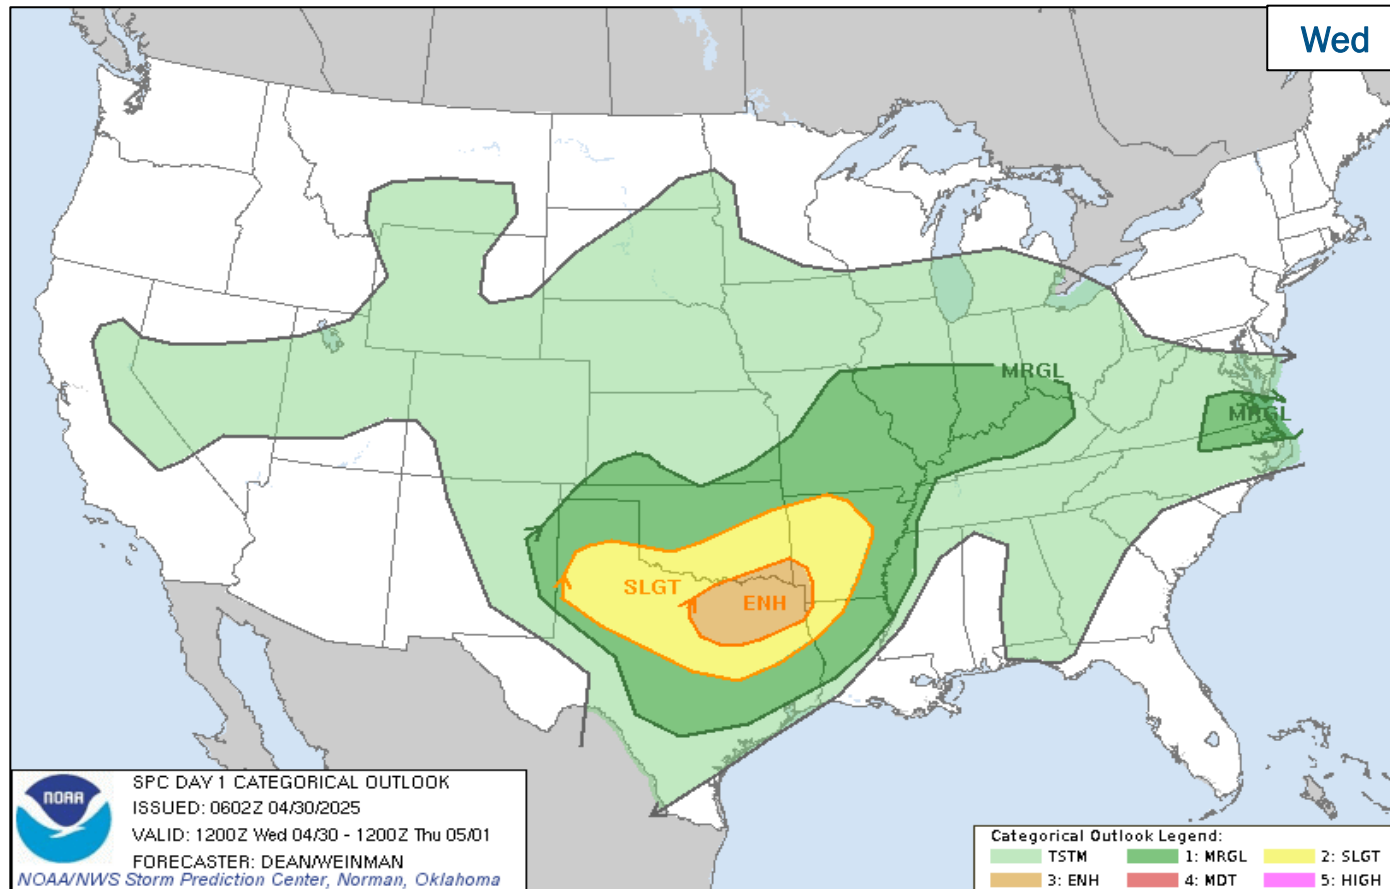 Wed
MRGL
MRGL
SLGT
ENH
NOAA
SPC DAY 1 CATEGORICAL OUTLOOK
ISSUED: 0602Z 04/30/2025
VALID: 1200Z Wed 04/30 - 1200Z Thu 05/01
FORECASTER: DEAN/WEINMAN
NOAA/NWS Storm Prediction Center, Norman, Oklahoma
Categorical Outlook Legend:
TSTM 1: MRGL 2: SLGT
3: ENH 4: MDT 5: HIGH